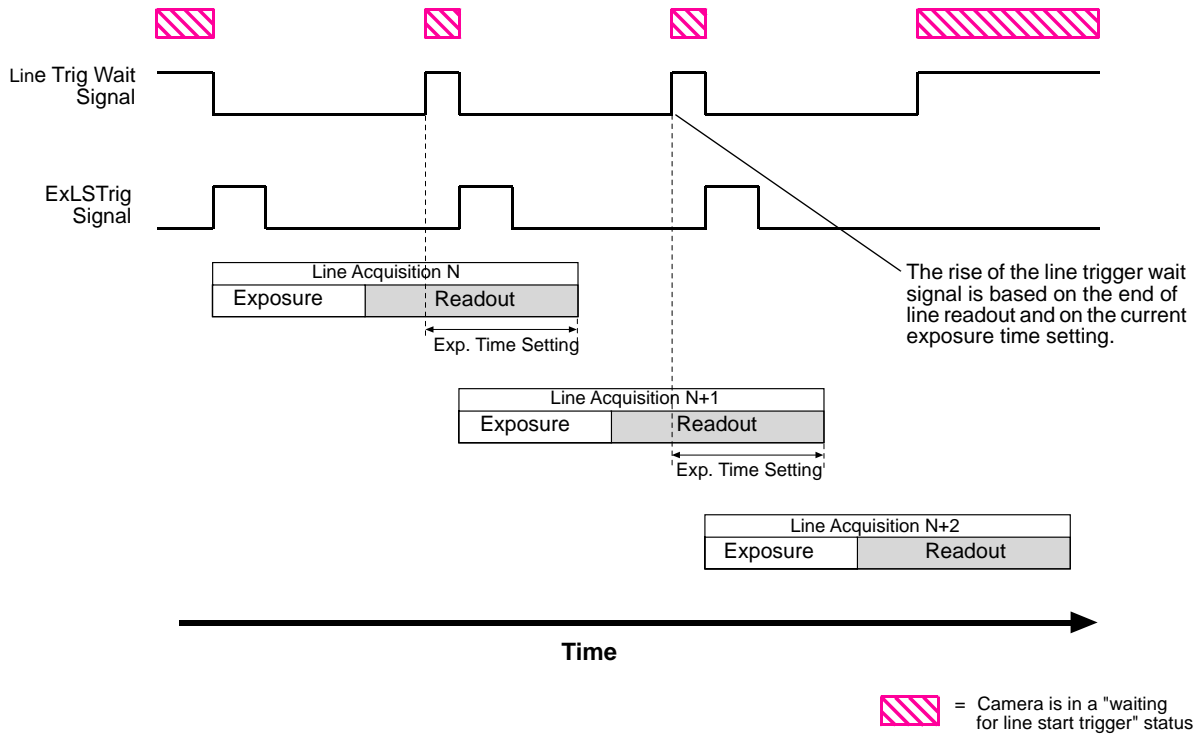 Line Trig Wait
Signal
ExLSTrig
Signal
Line Acquisition N
Exposure
Readout
Exp. Time Setting
The rise of the line trigger wait
signal is based on the end of
line readout and on the current
exposure time setting.
Line Acquisition N+1
Exposure
Readout
Exp. Time Setting
Line Acquisition N+2
Exposure
Readout
Time
= Camera is in a "waiting
for line start trigger" status